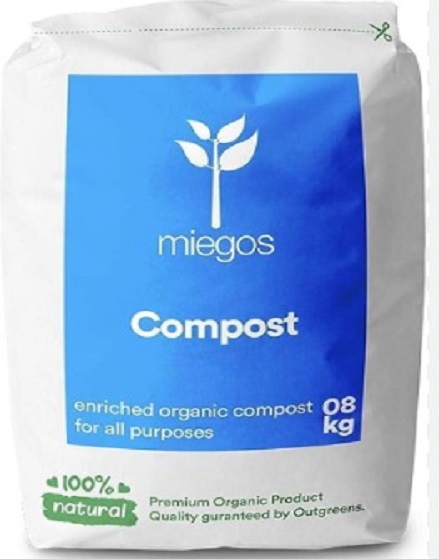 miegos
Compost
enriched organic compost 08
for all purposes kg
100%
natural
Premium Organic Product
Quality guranteed by Outgreens.